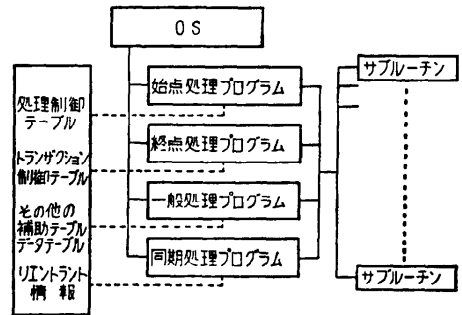 OS
処理制御
テーブル
トランザクション
制御テーブル
その他の
補助テーブル
データテーブル
リエントラント
情報
始点処理プログラム
終点処理プログラム
一般処理プログラム
同期処理プログラム
サブルーチン
サブルーチン